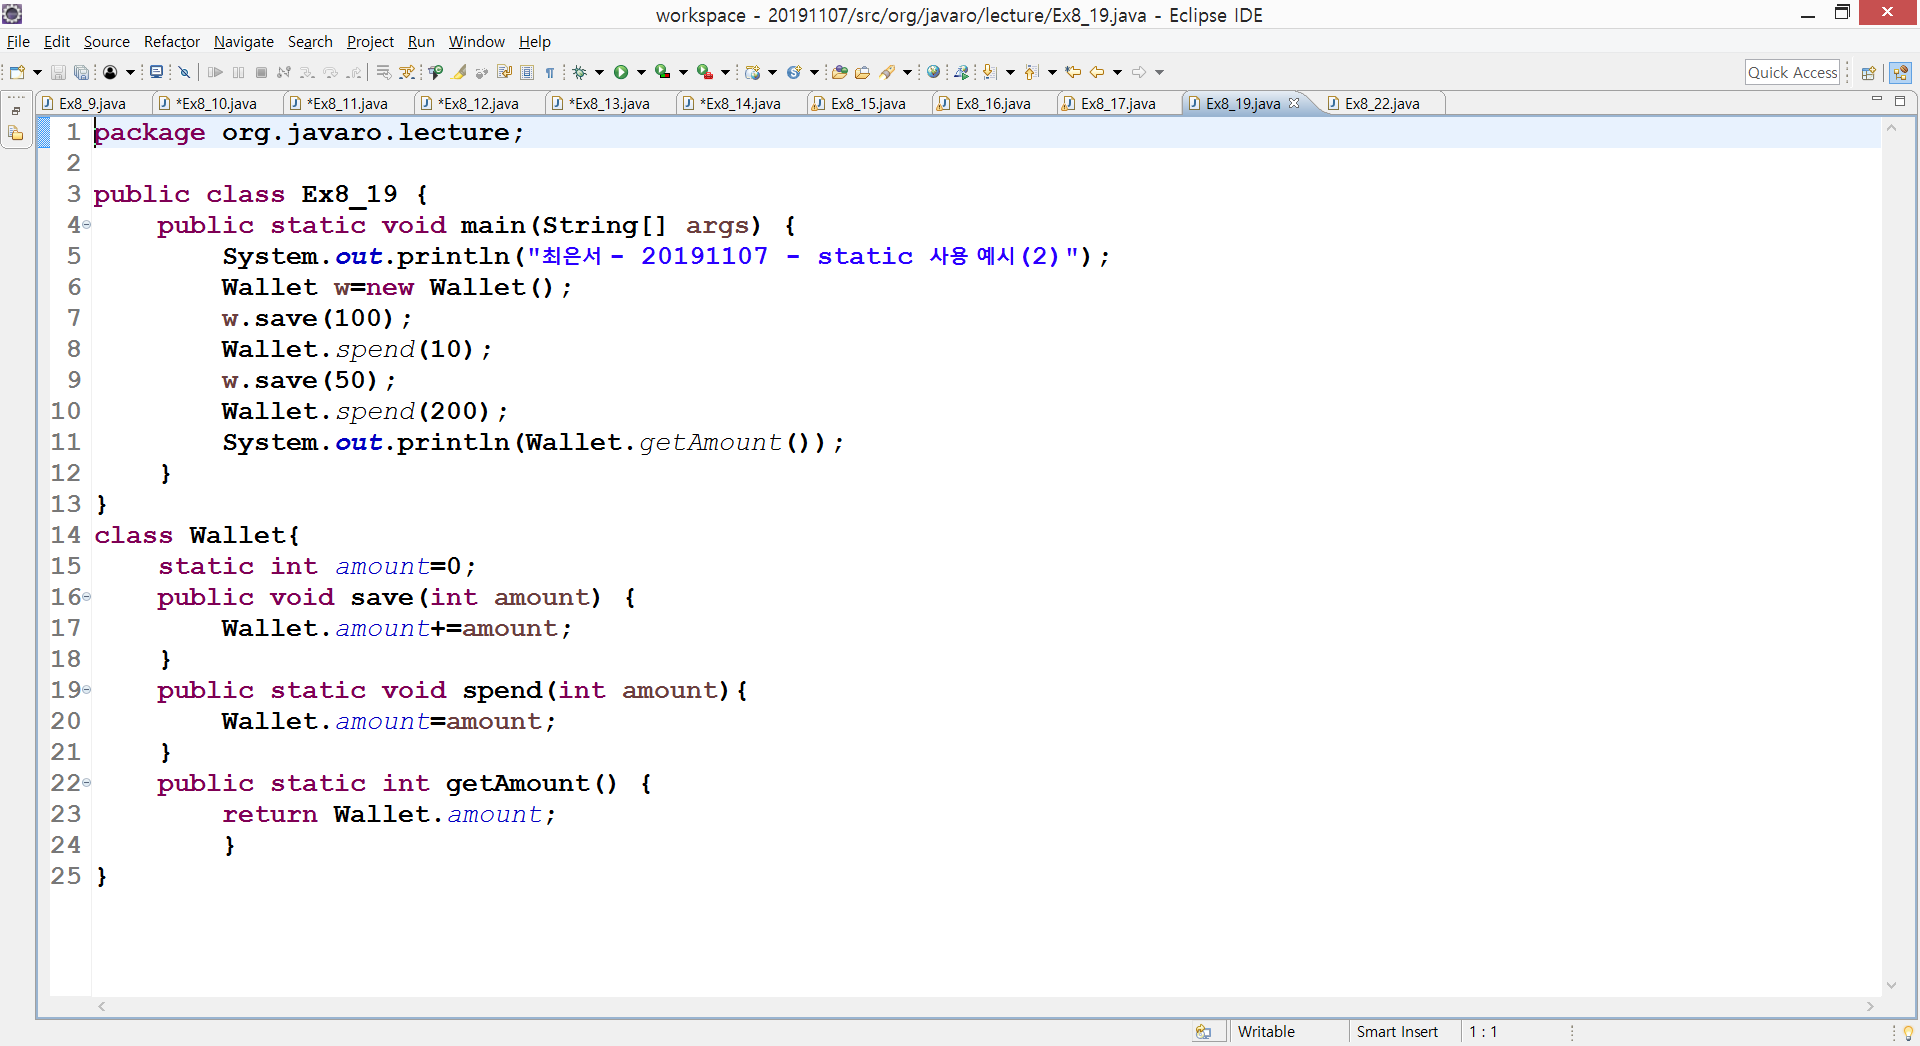 workspace - 20191107/src/org/javaro/lecture/Ex8_19.java - Eclipse IDE
File Edit Source Refactor Navigate Search Project Run Window Help
Quick Access
Ex8_9.java *Ex8_10.java *Ex8_11.java *Ex8_12.java *Ex8_13.java *Ex8_14.java Ex8_15.java Ex8_16.java Ex8_17.java Ex8_19.java Ex8_22.java
1 package org.javaro.lecture;
2
3 public class Ex8_19 {
4 public static void main(String[] args) {
5 System.out.println("최은서 - 20191107 - static 사용 예시(2)");
6 Wallet w=new Wallet();
7 w.save(100);
8 Wallet.spend(10);
9 w.save(50);
10 Wallet.spend(200);
11 System.out.println(Wallet.getAmount());
12 }
13 }
14 class Wallet{
15 static int amount=0;
16 public void save(int amount) {
17 Wallet.amount+=amount;
18 }
19 public static void spend(int amount){
20 Wallet.amount=amount;
21 }
22 public static int getAmount() {
23 return Wallet.amount;
24 }
25 }
Writable Smart Insert 1 : 1